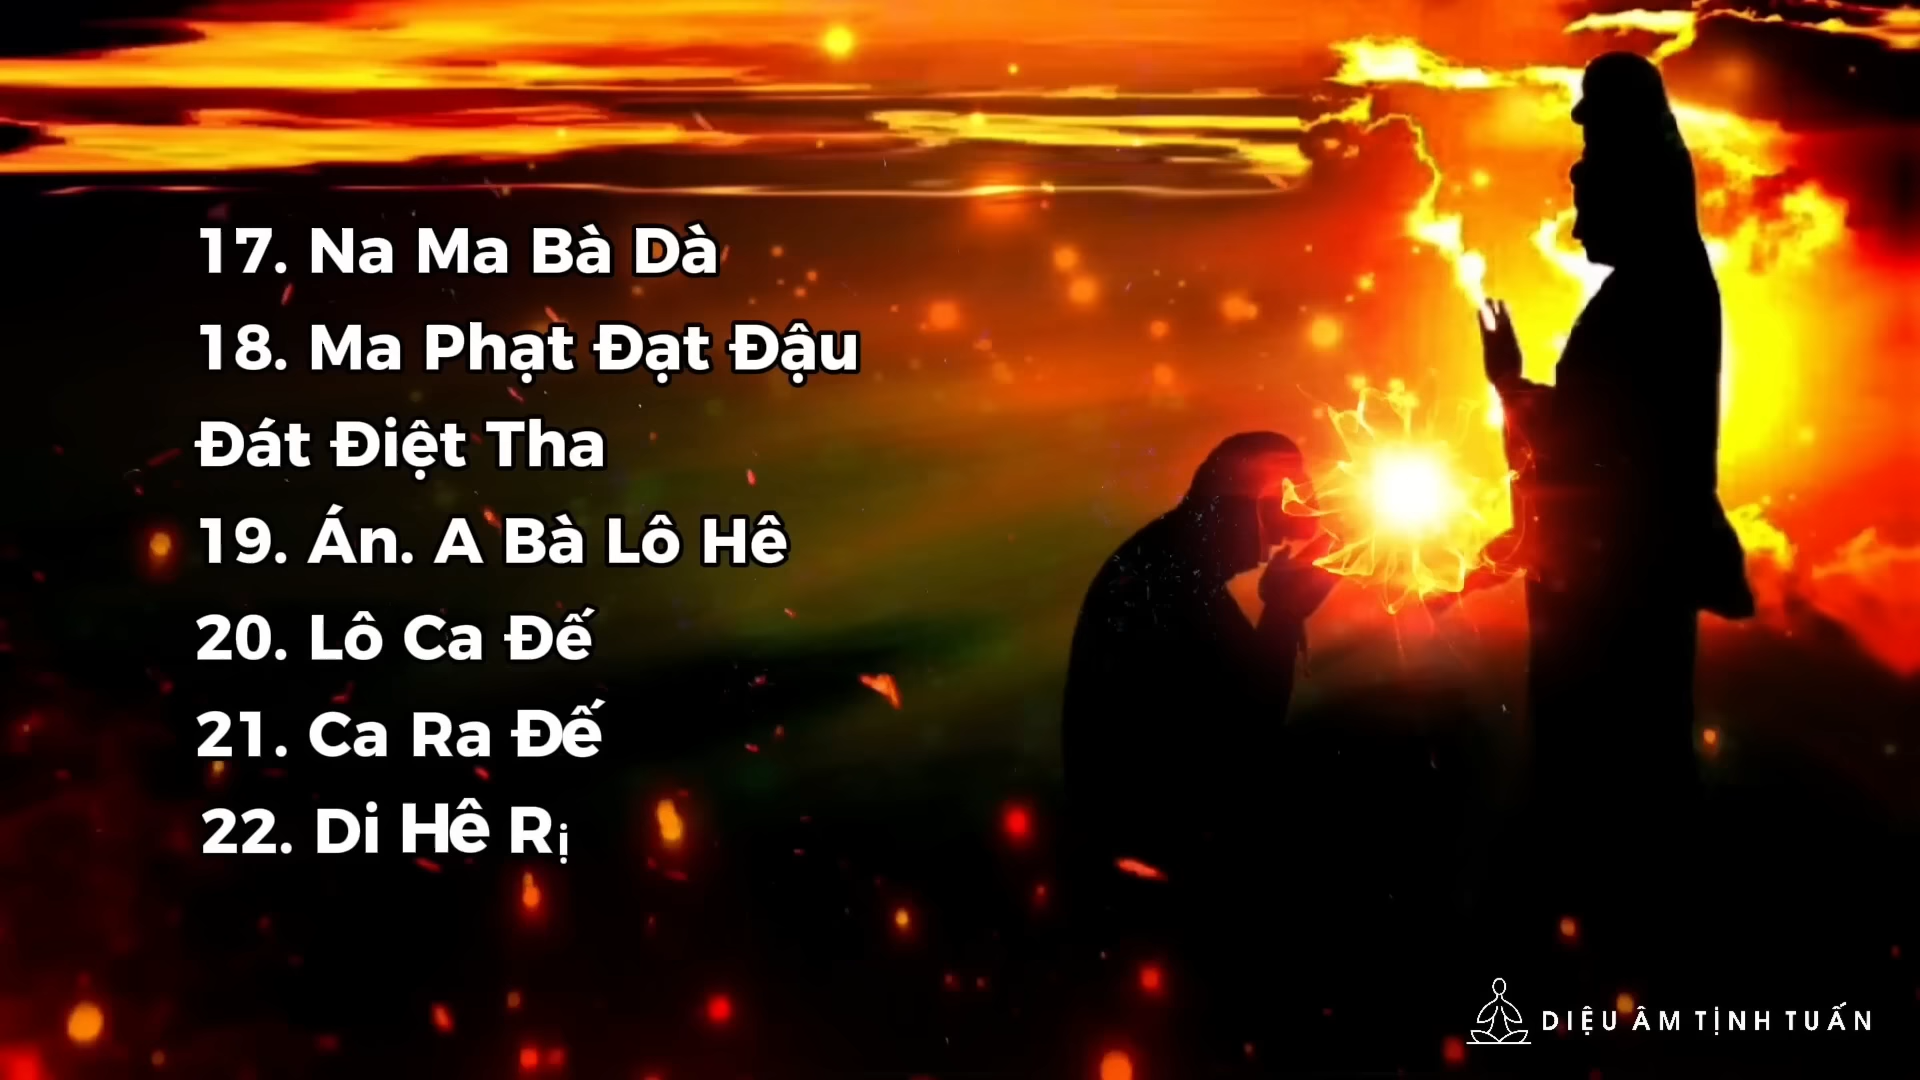 17. Na Ma Bà Dà
18. Ma Phạt Đạt Đậu
Đát Điệt Tha
19. Án. A Bà Lô Hê
20. Lô Ca Đế
21. Ca Ra Đế
22. Di Hê Rị
DIỆU ÂM TỊNH TUẤN